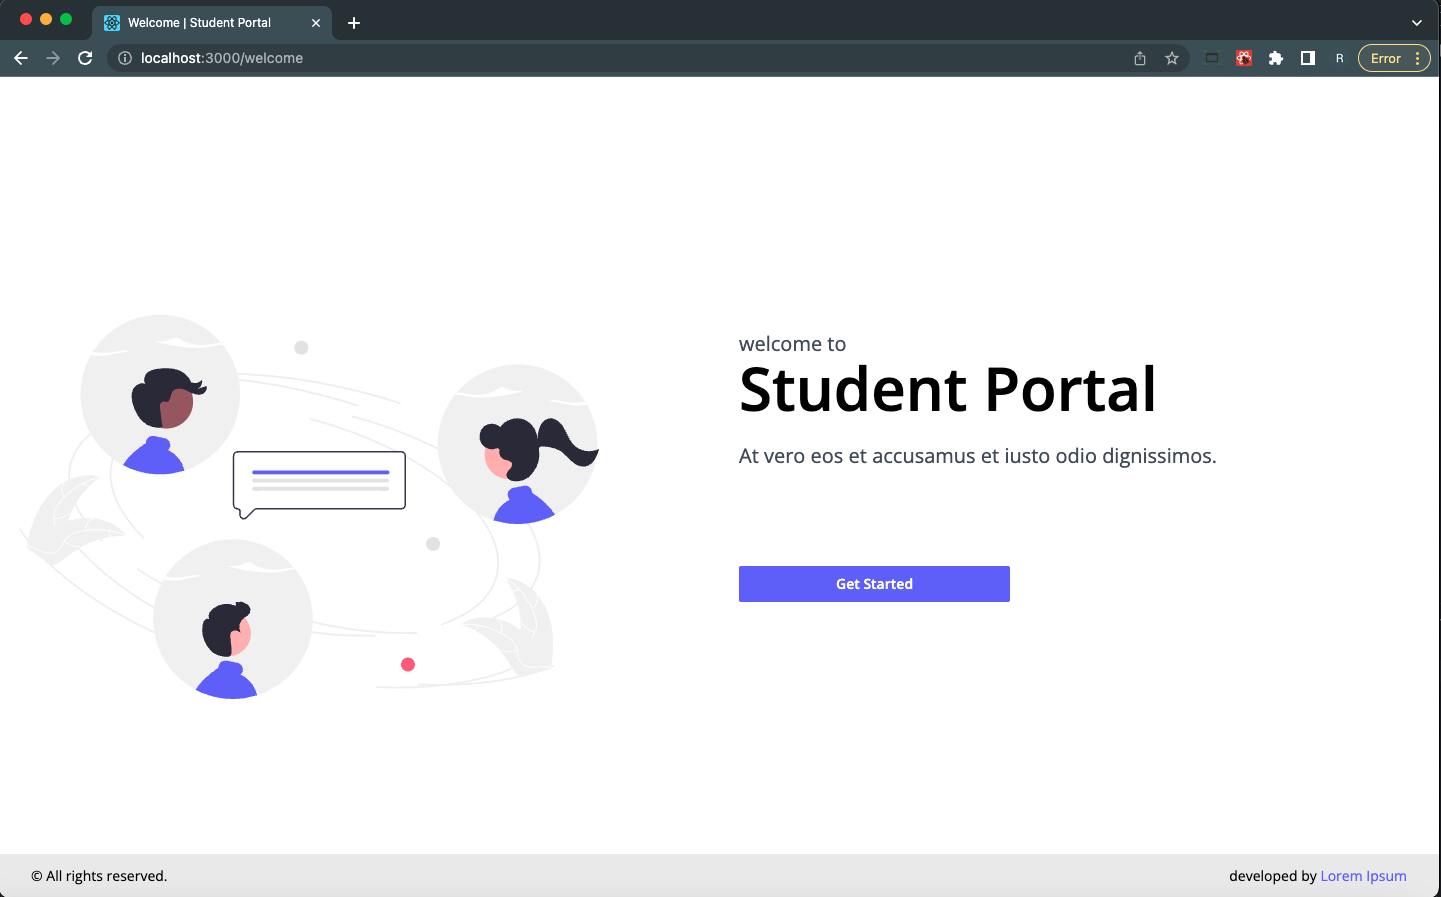 Welcome | Student Portal
localhost:3000/welcome
R
Error
welcome to
Student Portal
At vero eos et accusamus et iusto odio dignissimos.
Get Started
© All rights reserved.
developed by Lorem Ipsum